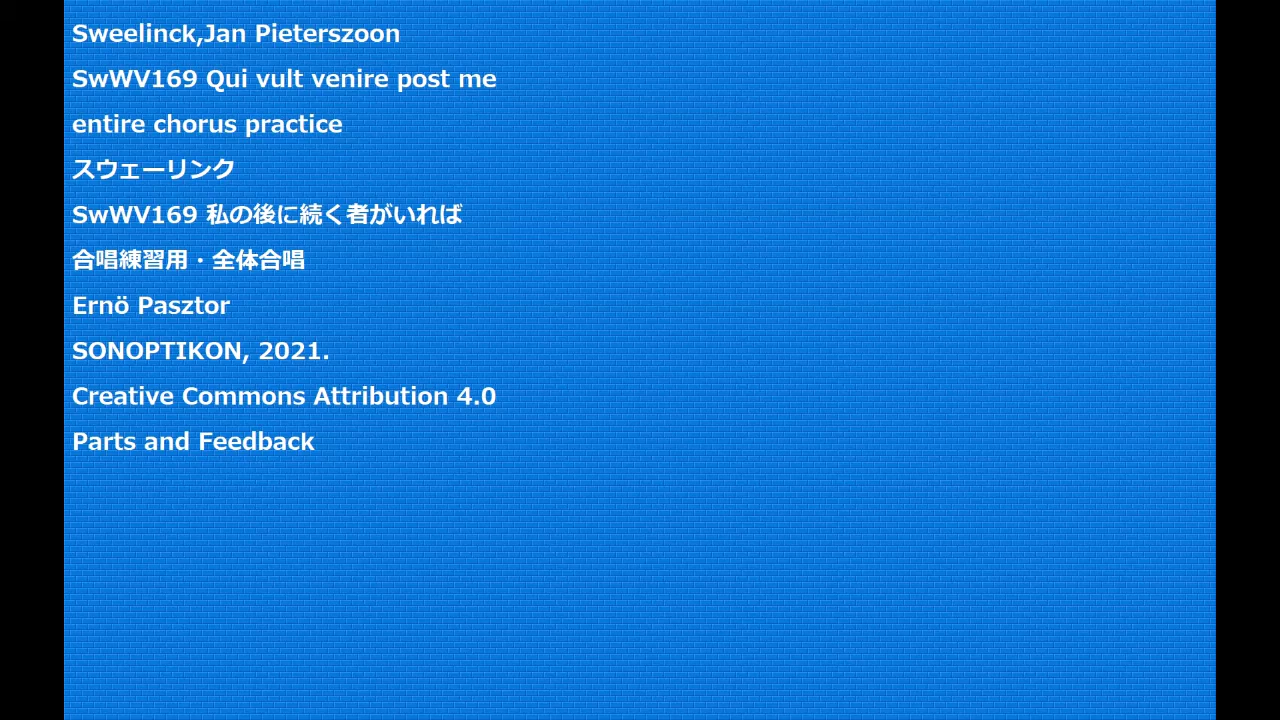 Sweelinck,Jan Pieterszoon
SwWV169 Qui vult venire post me
entire chorus practice
スウェーリンク
SwWV169 私の後に続く者がいれば
合唱練習用・全体合唱
Ernö Pasztor
SONOPTIKON, 2021.
Creative Commons Attribution 4.0
Parts and Feedback